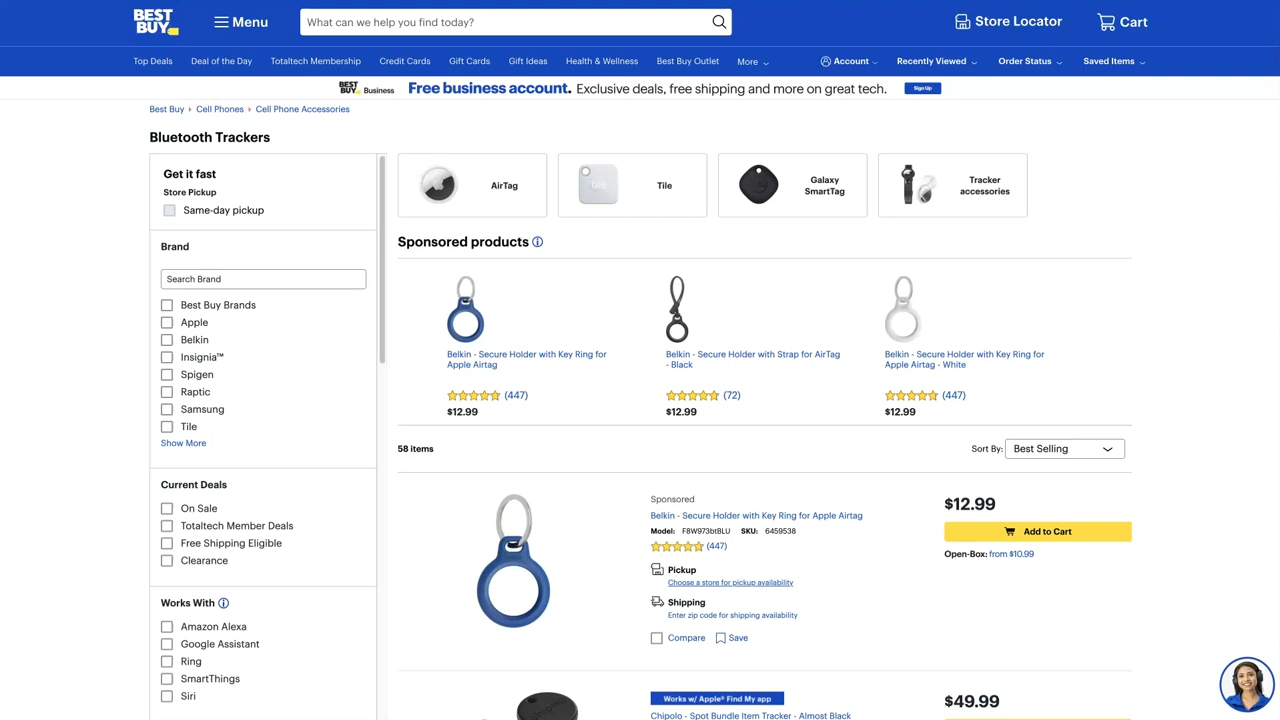 BEST BUY
Menu
What can we help you find today?
Store Locator
Cart
Top Deals
Deal of the Day
Totaltech Membership
Credit Cards
Gift Cards
Gift Ideas
Health & Wellness
Best Buy Outlet
More
Account
Recently Viewed
Order Status
Saved Items
BEST BUY Business
Free business account. Exclusive deals, free shipping and more on great tech.
Sign Up
Best Buy
Cell Phones
Cell Phone Accessories
Bluetooth Trackers
Get it fast
Store Pickup
Same-day pickup
Brand
Search Brand
Best Buy Brands
Apple
Belkin
Insignia™
Spigen
Raptic
Samsung
Tile
Show More
Current Deals
On Sale
Totaltech Member Deals
Free Shipping Eligible
Clearance
Works With
Amazon Alexa
Google Assistant
Ring
SmartThings
Siri
AirTag
tile
Tile
Galaxy
SmartTag
Tracker
accessories
Sponsored products
Belkin - Secure Holder with Key Ring for
Apple Airtag
(447)
$12.99
Belkin - Secure Holder with Strap for AirTag
- Black
(72)
$12.99
Belkin - Secure Holder with Key Ring for
Apple Airtag - White
(447)
$12.99
58 items
Sort By: Best Selling
Sponsored
Belkin - Secure Holder with Key Ring for Apple Airtag
Model: F8W973btBLU SKU: 6459538
(447)
Pickup
Choose a store for pickup availability
Shipping
Enter zip code for shipping availability
Compare
Save
$12.99
Add to Cart
Open-Box: from $10.99
Works w/ Apple® Find My app
Chipolo - Spot Bundle Item Tracker - Almost Black
$49.99